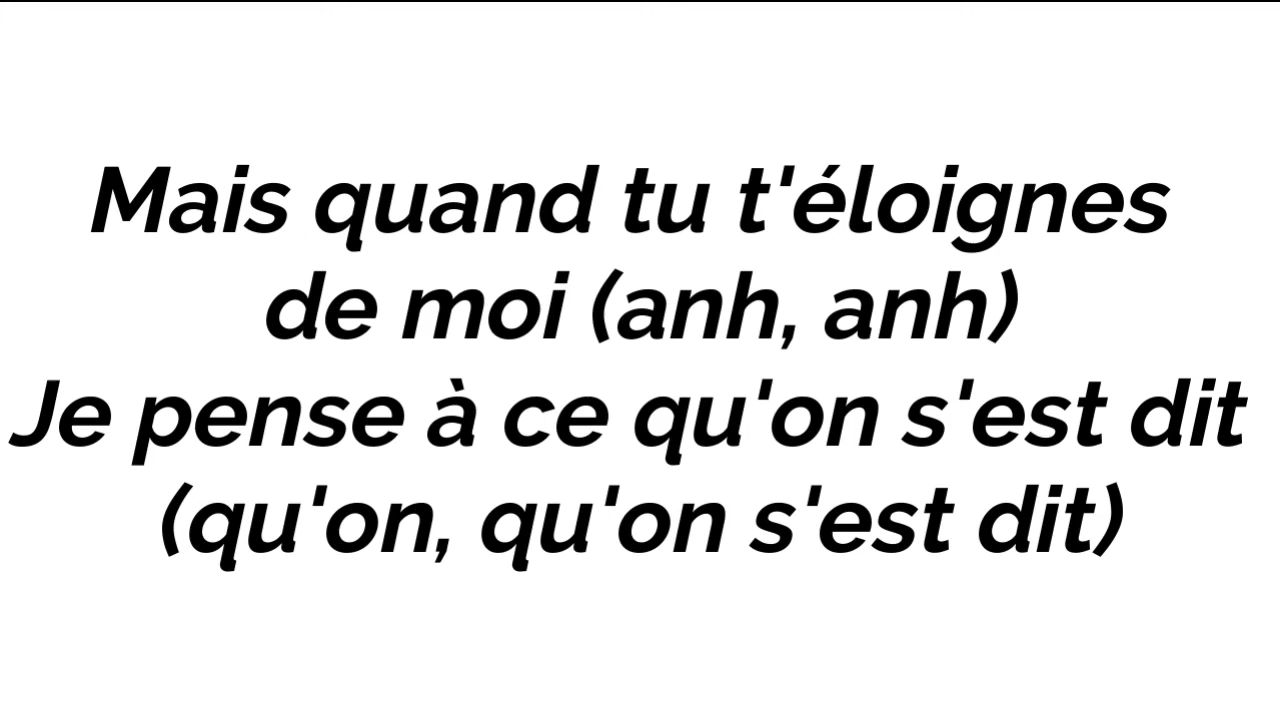 Mais quand tu t'éloignes
de moi (anh, anh)
Je pense à ce qu'on s'est dit
(qu'on, qu'on s'est dit)